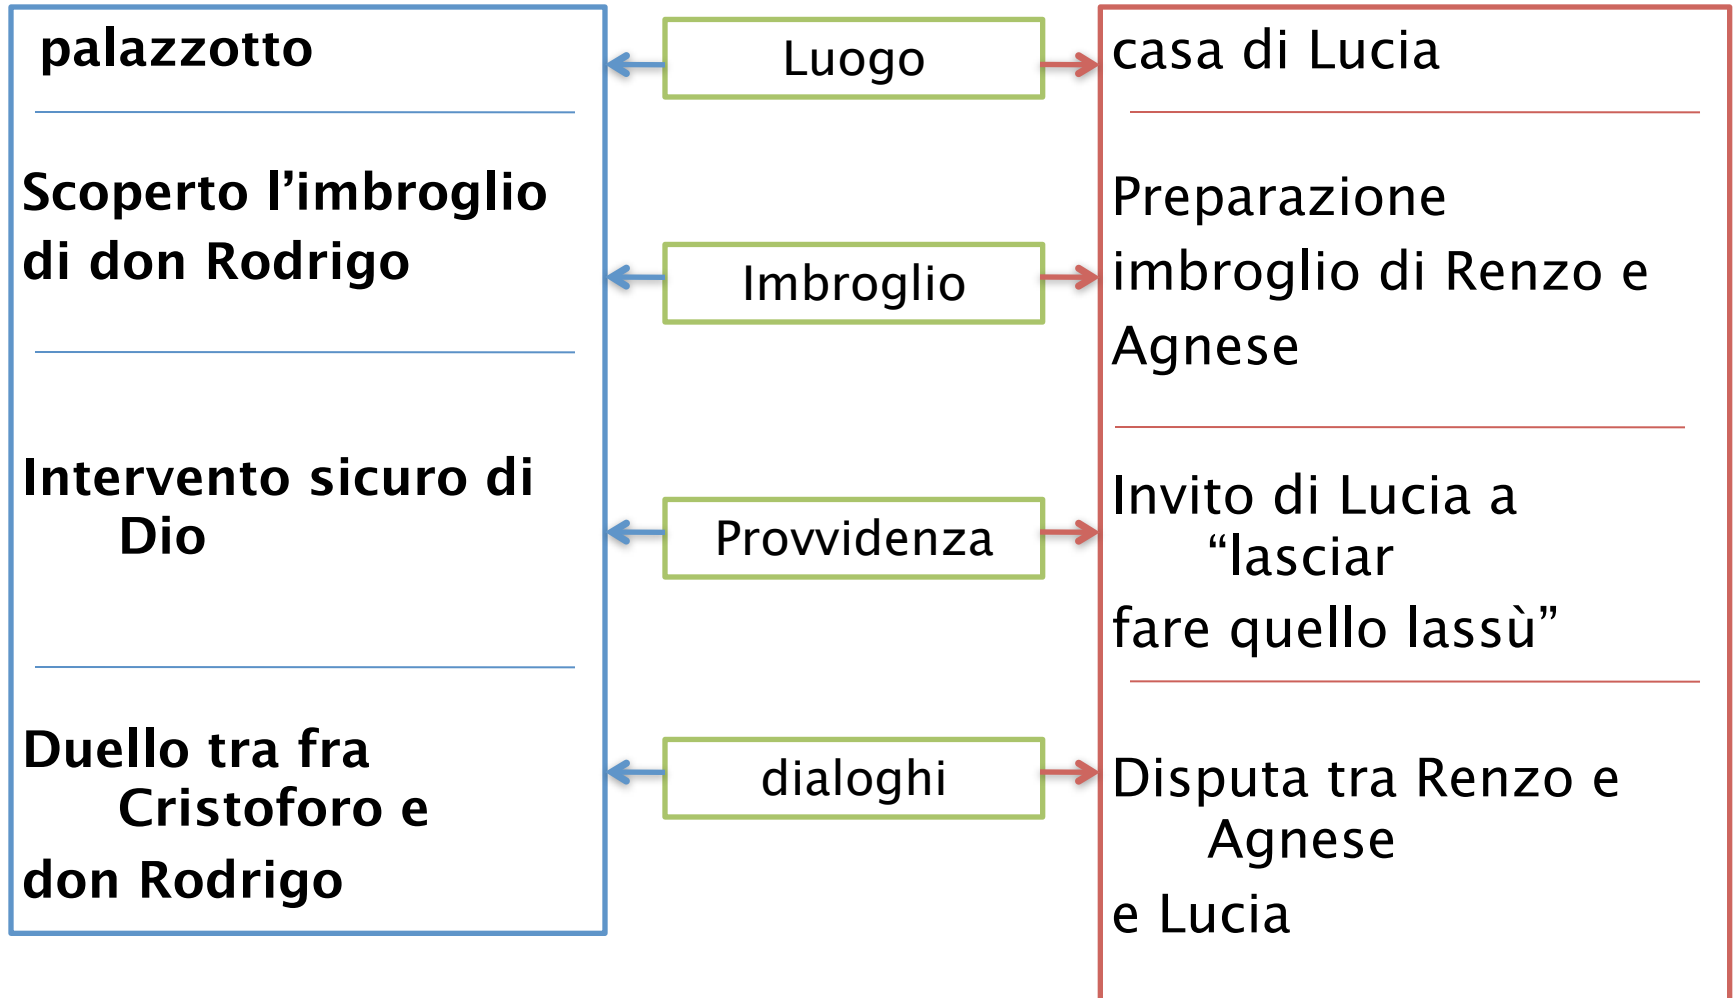 palazzotto
Scoperto l’imbroglio
di don Rodrigo
Intervento sicuro di
Dio
Duello tra fra
Cristoforo e
don Rodrigo
Luogo
Imbroglio
Provvidenza
dialoghi
casa di Lucia
Preparazione
imbroglio di Renzo e
Agnese
Invito di Lucia a
“lasciar
fare quello lassù”
Disputa tra Renzo e
Agnese
e Lucia